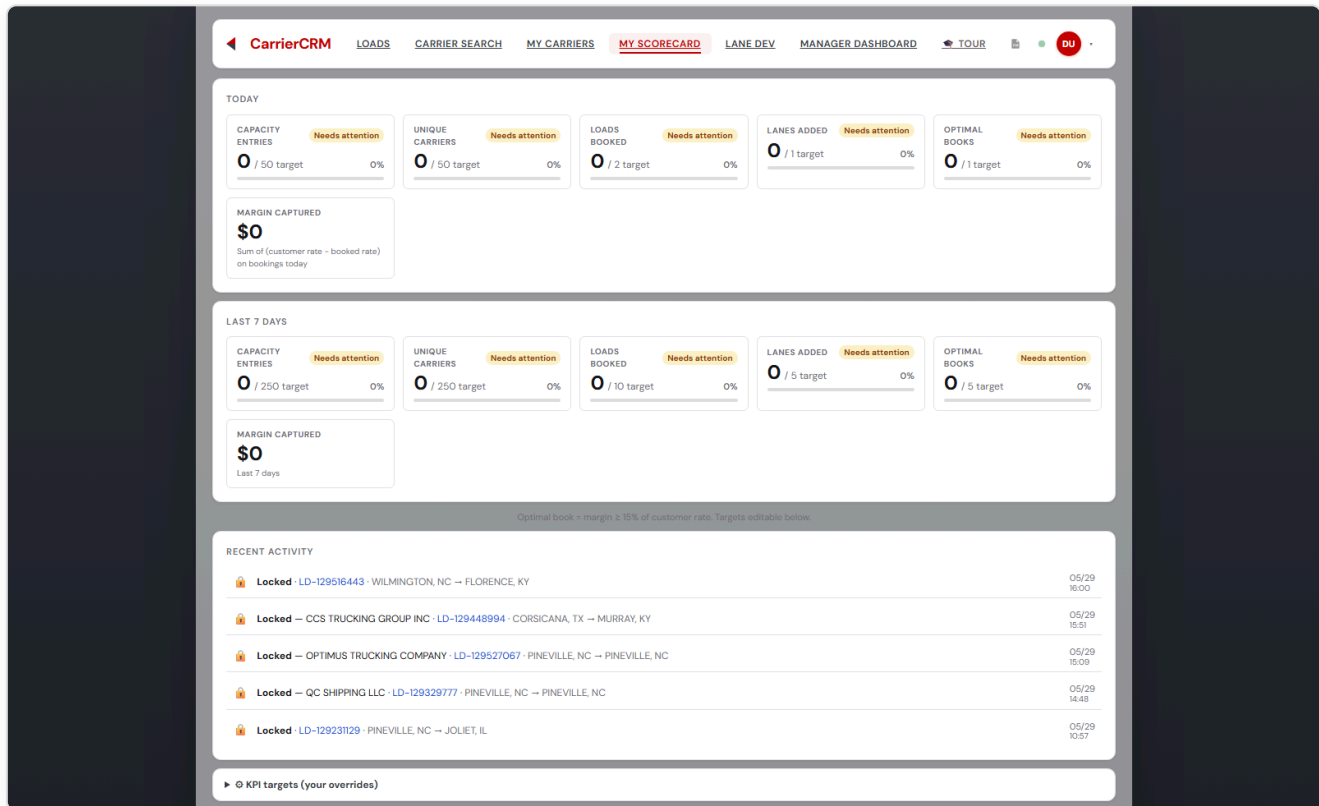 CarrierCRM LOADS CARRIER SEARCH MY CARRIERS MY SCORECARD LANE DEV MANAGER DASHBOARD TOUR DU
TODAY
CAPACITY ENTRIES Needs attention
0 / 50 target 0%
UNIQUE CARRIERS Needs attention
0 / 50 target 0%
LOADS BOOKED Needs attention
0 / 2 target 0%
LANES ADDED Needs attention
0 / 1 target 0%
OPTIMAL BOOKS Needs attention
0 / 1 target 0%
MARGIN CAPTURED
$0
Sum of (customer rate - booked rate)
on bookings today
LAST 7 DAYS
CAPACITY ENTRIES Needs attention
0 / 250 target 0%
UNIQUE CARRIERS Needs attention
0 / 250 target 0%
LOADS BOOKED Needs attention
0 / 10 target 0%
LANES ADDED Needs attention
0 / 5 target 0%
OPTIMAL BOOKS Needs attention
0 / 5 target 0%
MARGIN CAPTURED
$0
Last 7 days
Optimal book = margin ≥ 15% of customer rate. Targets editable below.
RECENT ACTIVITY
Locked · LD-129516443 · WILMINGTON, NC → FLORENCE, KY 05/29 16:00
Locked — CCS TRUCKING GROUP INC · LD-129448994 · CORSICANA, TX → MURRAY, KY 05/29 15:51
Locked — OPTIMUS TRUCKING COMPANY · LD-129527067 · PINEVILLE, NC → PINEVILLE, NC 05/29 15:09
Locked — QC SHIPPING LLC · LD-129329777 · PINEVILLE, NC → PINEVILLE, NC 05/29 14:48
Locked · LD-129231129 · PINEVILLE, NC → JOLIET, IL 05/29 10:57
KPI targets (your overrides)